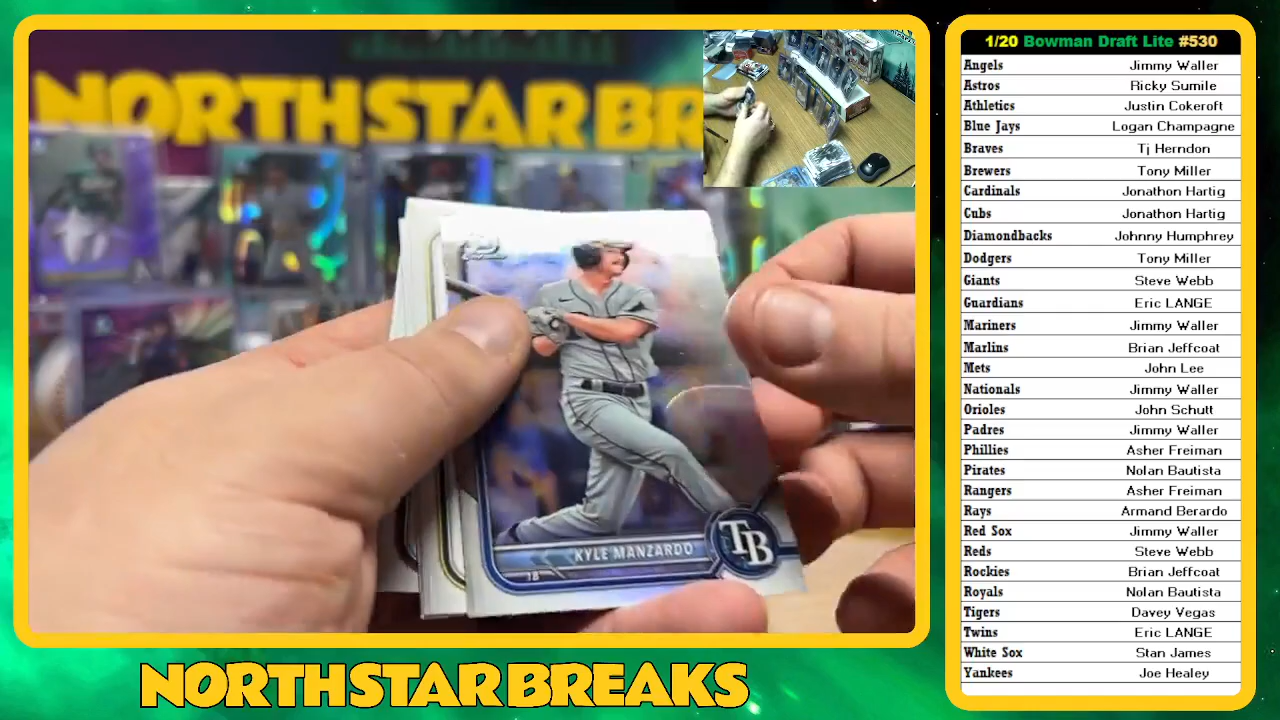 NORTHSTAR BR
KYLE MANZARDO
1B
TB
NORTHSTAR BREAKS
1/20 Bowman Draft Lite #530
Angels Jimmy Waller
Astros Ricky Sumile
Athletics Justin Cokeroft
Blue Jays Logan Champagne
Braves Tj Herndon
Brewers Tony Miller
Cardinals Jonathon Hartig
Cubs Jonathon Hartig
Diamondbacks Johnny Humphrey
Dodgers Tony Miller
Giants Steve Webb
Guardians Eric LANGE
Mariners Jimmy Waller
Marlins Brian Jeffcoat
Mets John Lee
Nationals Jimmy Waller
Orioles John Schutt
Padres Jimmy Waller
Phillies Asher Freiman
Pirates Nolan Bautista
Rangers Asher Freiman
Rays Armand Berardo
Red Sox Jimmy Waller
Reds Steve Webb
Rockies Brian Jeffcoat
Royals Nolan Bautista
Tigers Davey Vegas
Twins Eric LANGE
White Sox Stan James
Yankees Joe Healey